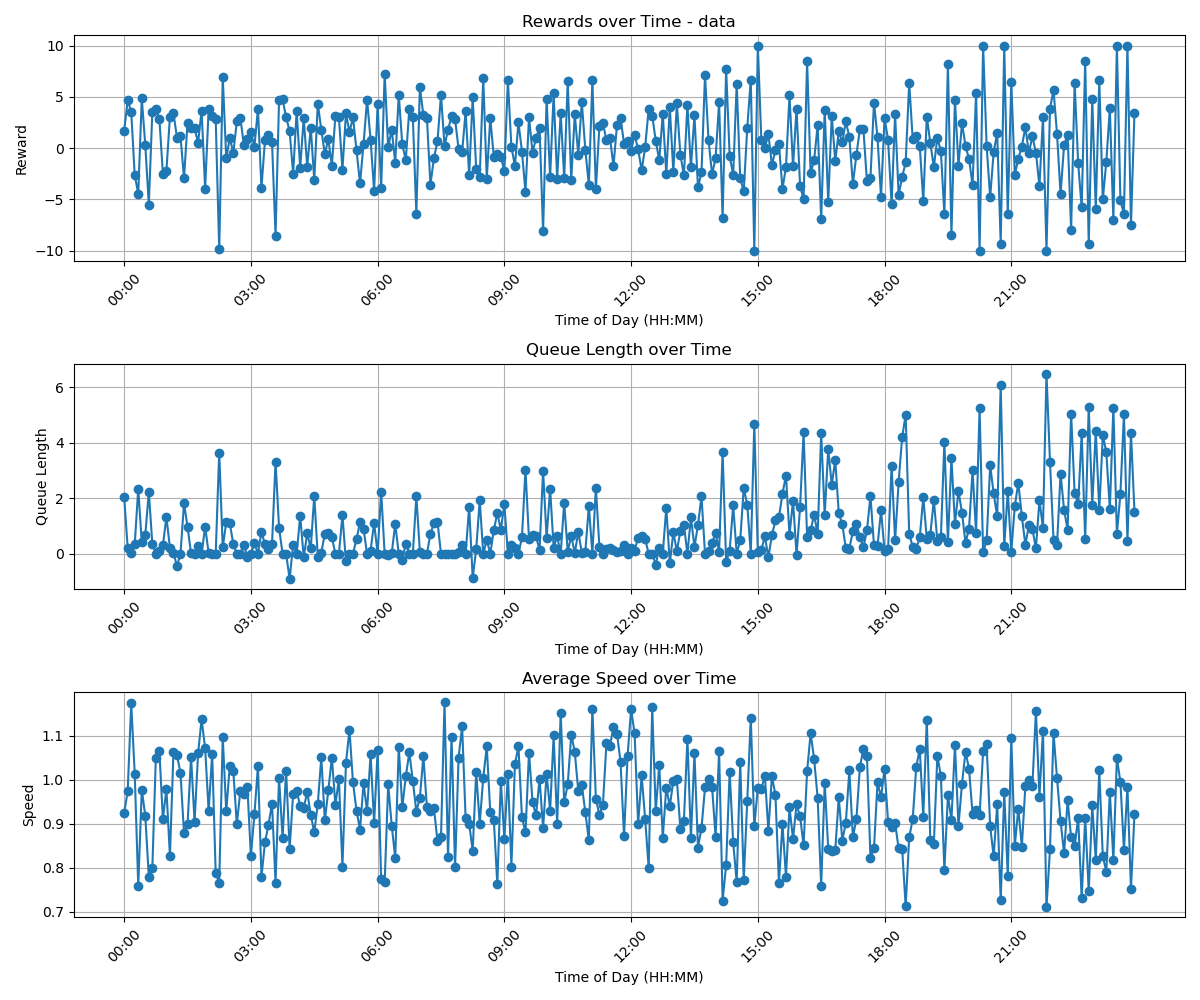 Rewards over Time - data
Reward
10
5
0
−5
−10
00:00 03:00 06:00 09:00 12:00 15:00 18:00 21:00
Time of Day (HH:MM)
Queue Length over Time
Queue Length
6
4
2
0
00:00 03:00 06:00 09:00 12:00 15:00 18:00 21:00
Time of Day (HH:MM)
Average Speed over Time
Speed
1.1
1.0
0.9
0.8
0.7
00:00 03:00 06:00 09:00 12:00 15:00 18:00 21:00
Time of Day (HH:MM)